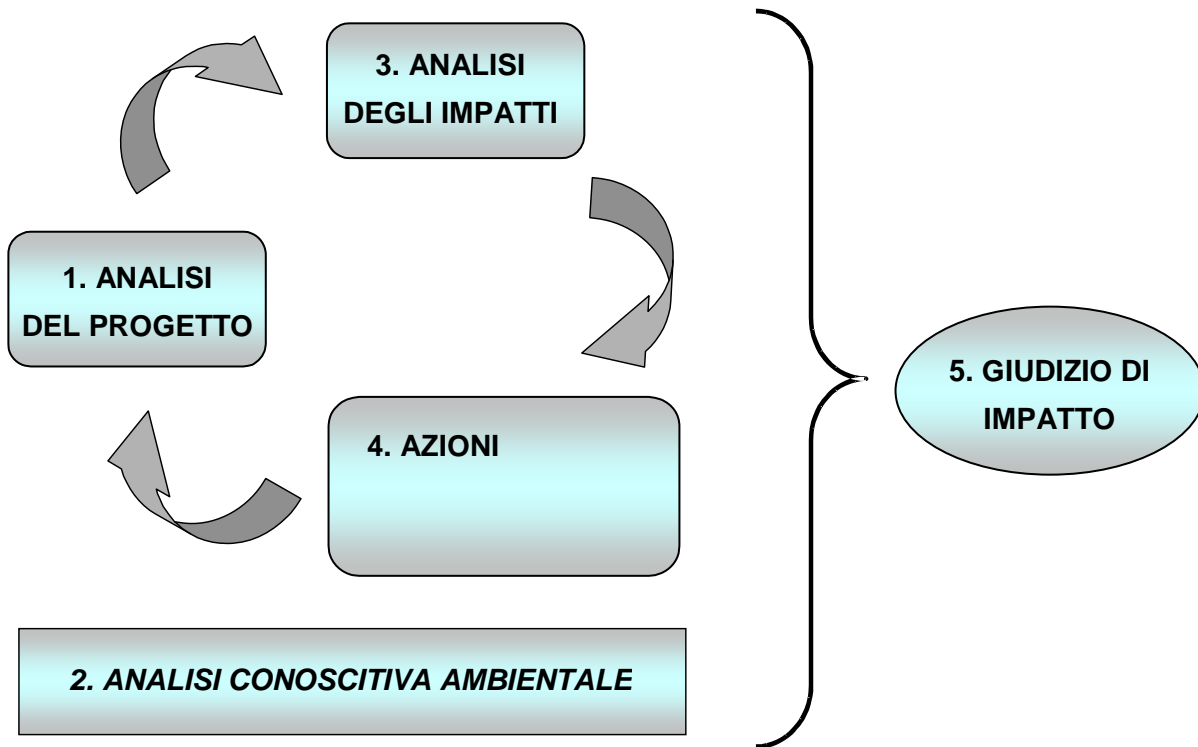 3. ANALISI
DEGLI IMPATTI
1. ANALISI
DEL PROGETTO
5. GIUDIZIO DI
IMPATTO
4. AZIONI
2. ANALISI CONOSCITIVA AMBIENTALE